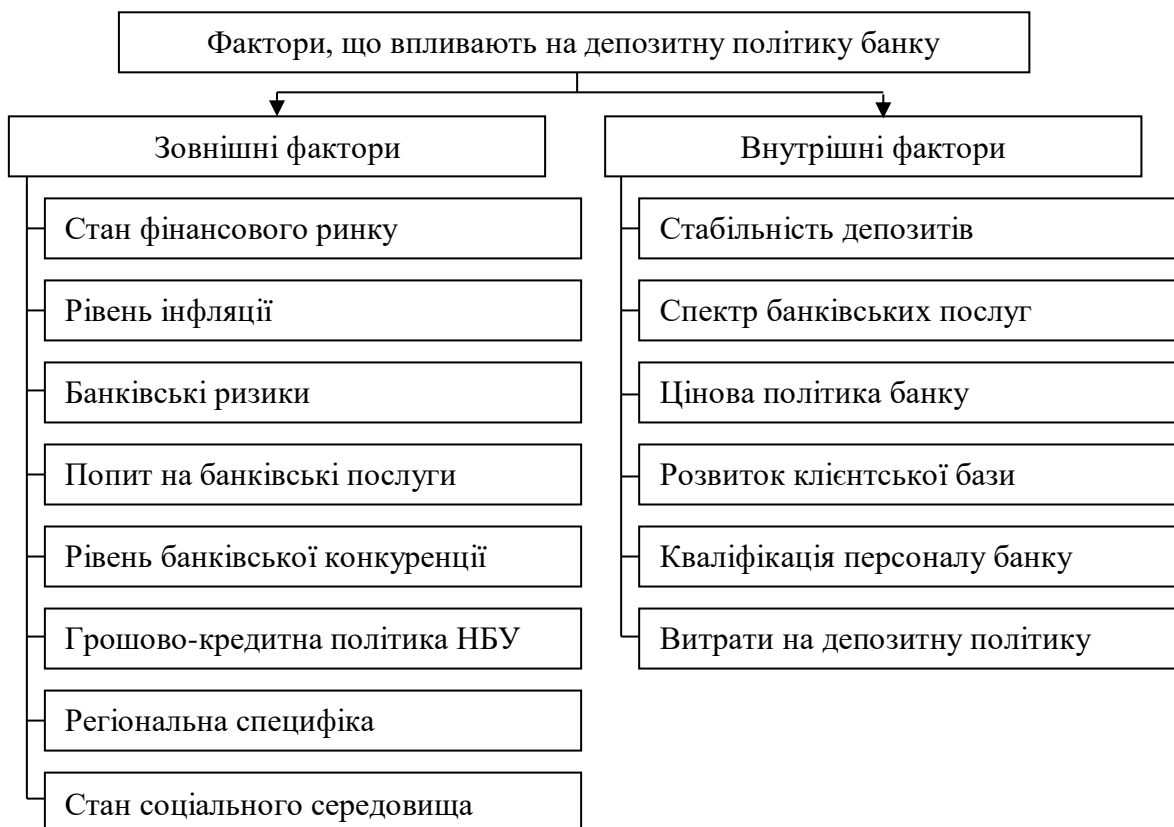 Фактори, що впливають на депозитну політику банку
Зовнішні фактори
Стан фінансового ринку
Рівень інфляції
Банківські ризики
Попит на банківські послуги
Рівень банківської конкуренції
Грошово-кредитна політика НБУ
Регіональна специфіка
Стан соціального середовища
Внутрішні фактори
Стабільність депозитів
Спектр банківських послуг
Цінова політика банку
Розвиток клієнтської бази
Кваліфікація персоналу банку
Витрати на депозитну політику